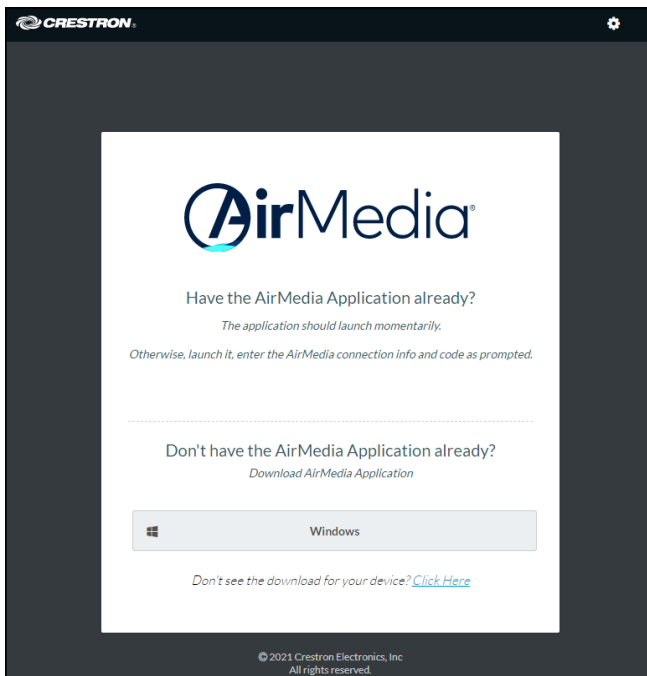 CRESTRON®
AirMedia®
Have the AirMedia Application already?
The application should launch momentarily.
Otherwise, launch it, enter the AirMedia connection info and code as prompted.
Don't have the AirMedia Application already?
Download AirMedia Application
Windows
Don't see the download for your device? Click Here
© 2021 Crestron Electronics, Inc
All rights reserved.